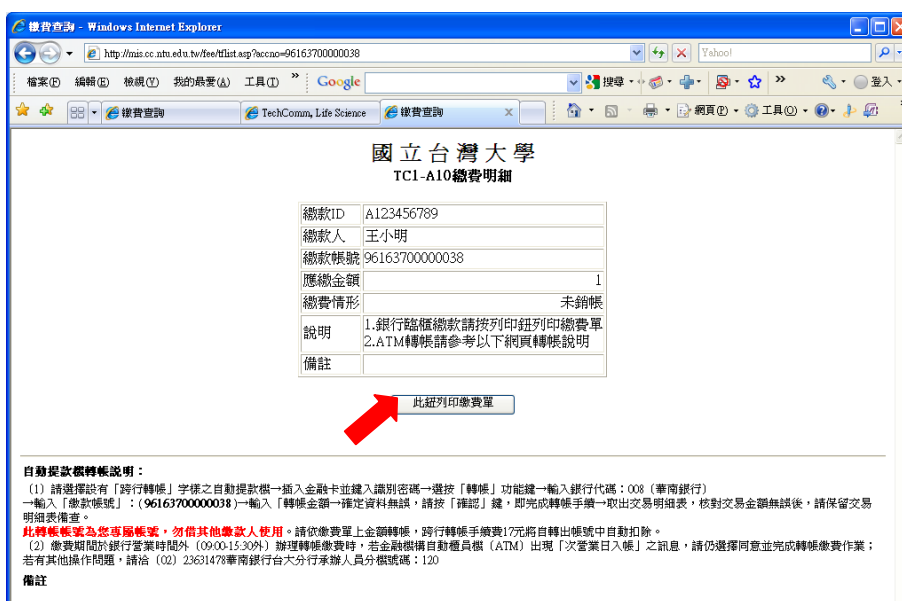 繳費查詢 - Windows Internet Explorer
http://mis.cc.ntu.edu.tw/fee/tflist.asp?accno=96163700000038
Yahoo!
檔案(F) 編輯(E) 檢視(V) 我的最愛(A) 工具(T) » Google 搜尋 » 登入
繳費查詢 TechComm, Life Science 繳費查詢 x 網頁(P) 工具(O)
國立台灣大學
TC1-A10繳費明細
繳款ID A123456789
繳款人 王小明
繳款帳號 96163700000038
應繳金額 1
繳費情形 未銷帳
說明 1.銀行臨櫃繳款請按列印鈕列印繳費單
2.ATM轉帳請參考以下網頁轉帳說明
備註
此鈕列印繳費單
自動提款機轉帳說明：
(1) 請選擇設有「跨行轉帳」字樣之自動提款機→插入金融卡並鍵入識別密碼→選按「轉帳」功能鍵→輸入銀行代碼：008（華南銀行）
→輸入「繳款帳號」：(96163700000038)→輸入「轉帳金額→確定資料無誤，請按「確認」鍵，即完成轉帳手續→取出交易明細表，核對交易金額無誤後，請保留交易
明細表備查。
此轉帳帳號為您專屬帳號，勿借其他繳款人使用。請依繳費單上金額轉帳，跨行轉帳手續費17元將自轉出帳號中自動扣除。
(2) 繳費期間於銀行營業時間外（09:00-15:30外）辦理轉帳繳費時，若金融機構自動櫃員機（ATM）出現「次營業日入帳」之訊息，請仍選擇同意並完成轉帳繳費作業；
若有其他操作問題，請洽（02）23631478華南銀行台大分行承辦人員分機號碼：120
備註